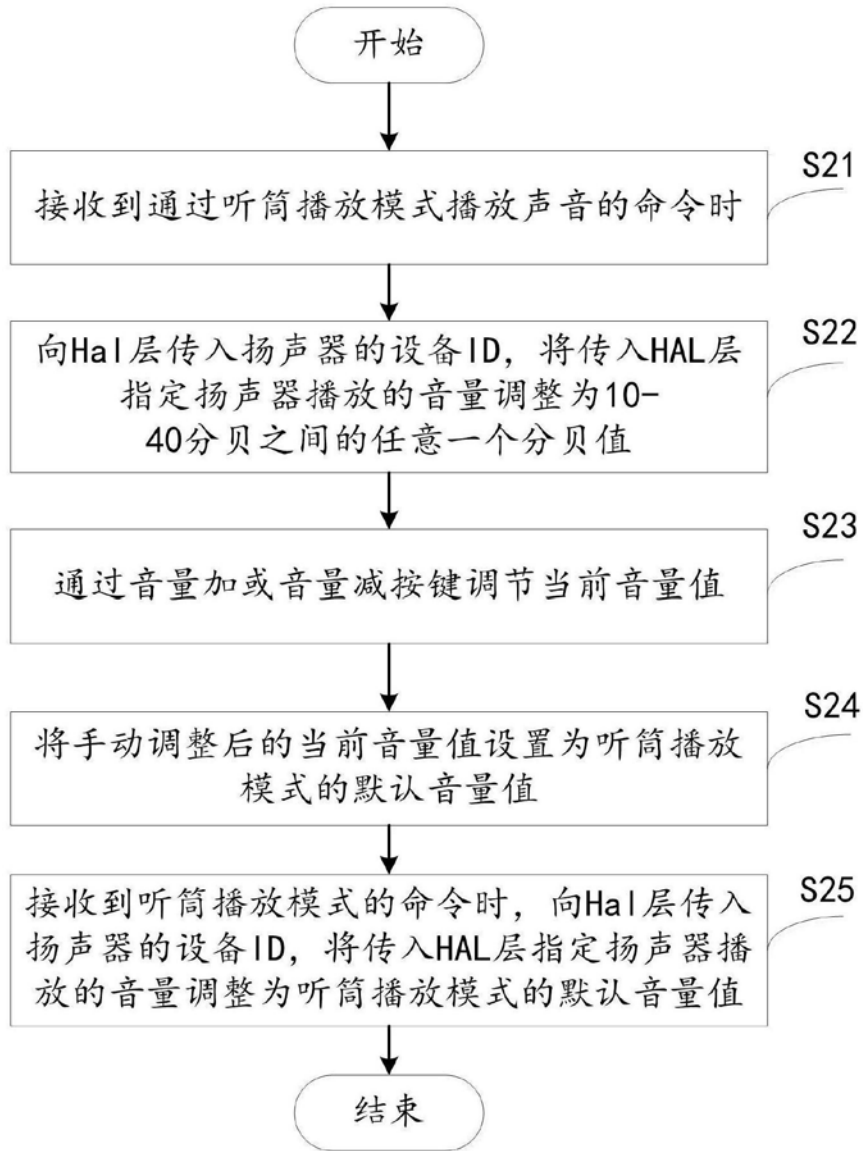 开始
S21
接收到通过听筒播放模式播放声音的命令时
S22
向Hal层传入扬声器的设备ID，将传入HAL层
指定扬声器播放的音量调整为10-
40分贝之间的任意一个分贝值
S23
通过音量加或音量减按键调节当前音量值
S24
将手动调整后的当前音量值设置为听筒播放
模式的默认音量值
S25
接收到听筒播放模式的命令时，向Hal层传入
扬声器的设备ID，将传入HAL层指定扬声器播
放的音量调整为听筒播放模式的默认音量值
结束